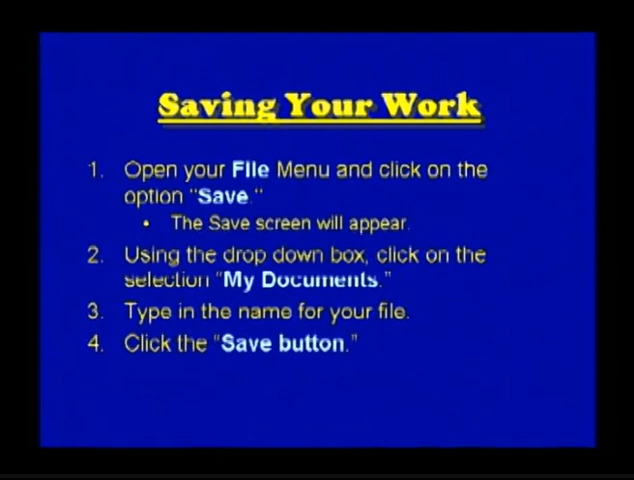 Saving Your Work
1. Open your File Menu and click on the
option "Save."
• The Save screen will appear.
2. Using the drop down box, click on the
selection "My Documents."
3. Type in the name for your file.
4. Click the "Save button."